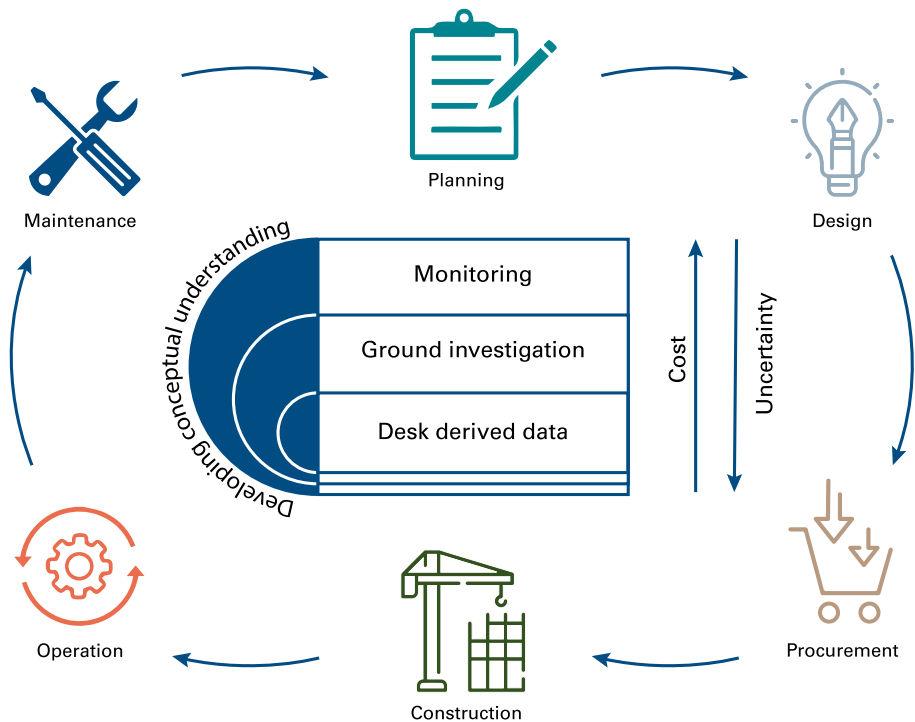 Planning
Maintenance
Design
Developing conceptual understanding
Monitoring
Ground investigation
Desk derived data
Cost
Uncertainty
Operation
Procurement
Construction